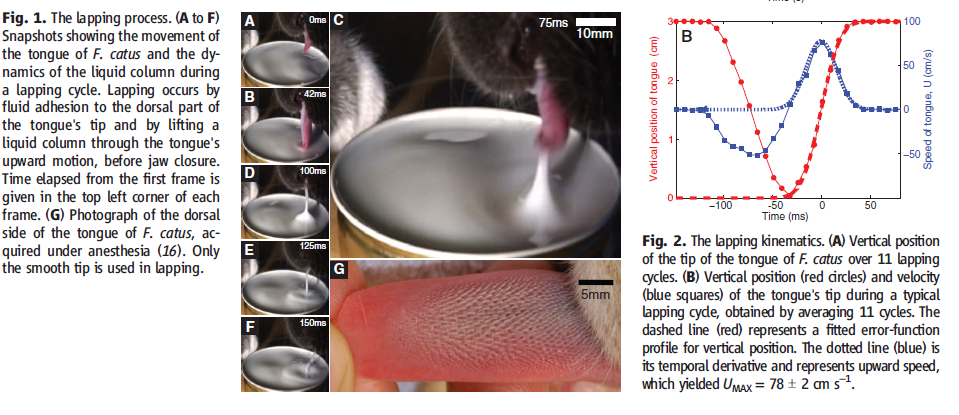 Fig. 1. The lapping process. (A to F)
Snapshots showing the movement of
the tongue of F. catus and the dy-
namics of the liquid column during
a lapping cycle. Lapping occurs by
fluid adhesion to the dorsal part of
the tongue's tip and by lifting a
liquid column through the tongue's
upward motion, before jaw closure.
Time elapsed from the first frame is
given in the top left corner of each
frame. (G) Photograph of the dorsal
side of the tongue of F. catus, ac-
quired under anesthesia (16). Only
the smooth tip is used in lapping.
A
0ms
B
42ms
D
100ms
E
125ms
F
150ms
C
75ms
10mm
G
5mm
B
Vertical position of tongue (cm)
3
2
1
0
Speed of tongue, U (cm/s)
100
50
0
−50
−100
−50
0
50
Time (ms)
Fig. 2. The lapping kinematics. (A) Vertical position
of the tip of the tongue of F. catus over 11 lapping
cycles. (B) Vertical position (red circles) and velocity
(blue squares) of the tongue's tip during a typical
lapping cycle, obtained by averaging 11 cycles. The
dashed line (red) represents a fitted error-function
profile for vertical position. The dotted line (blue) is
its temporal derivative and represents upward speed,
which yielded UMAX = 78 ± 2 cm s⁻¹.